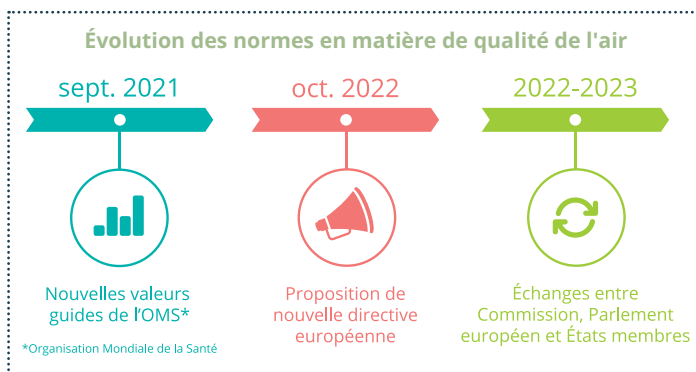 Évolution des normes en matière de qualité de l'air
sept. 2021
oct. 2022
2022-2023
Nouvelles valeurs
guides de l’OMS*
*Organisation Mondiale de la Santé
Proposition de
nouvelle directive
européenne
Échanges entre
Commission, Parlement
européen et États membres